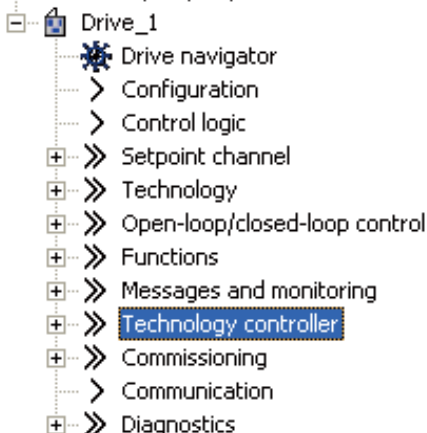 Drive_1
Drive navigator
Configuration
Control logic
Setpoint channel
Technology
Open-loop/closed-loop control
Functions
Messages and monitoring
Technology controller
Commissioning
Communication
Diagnostics